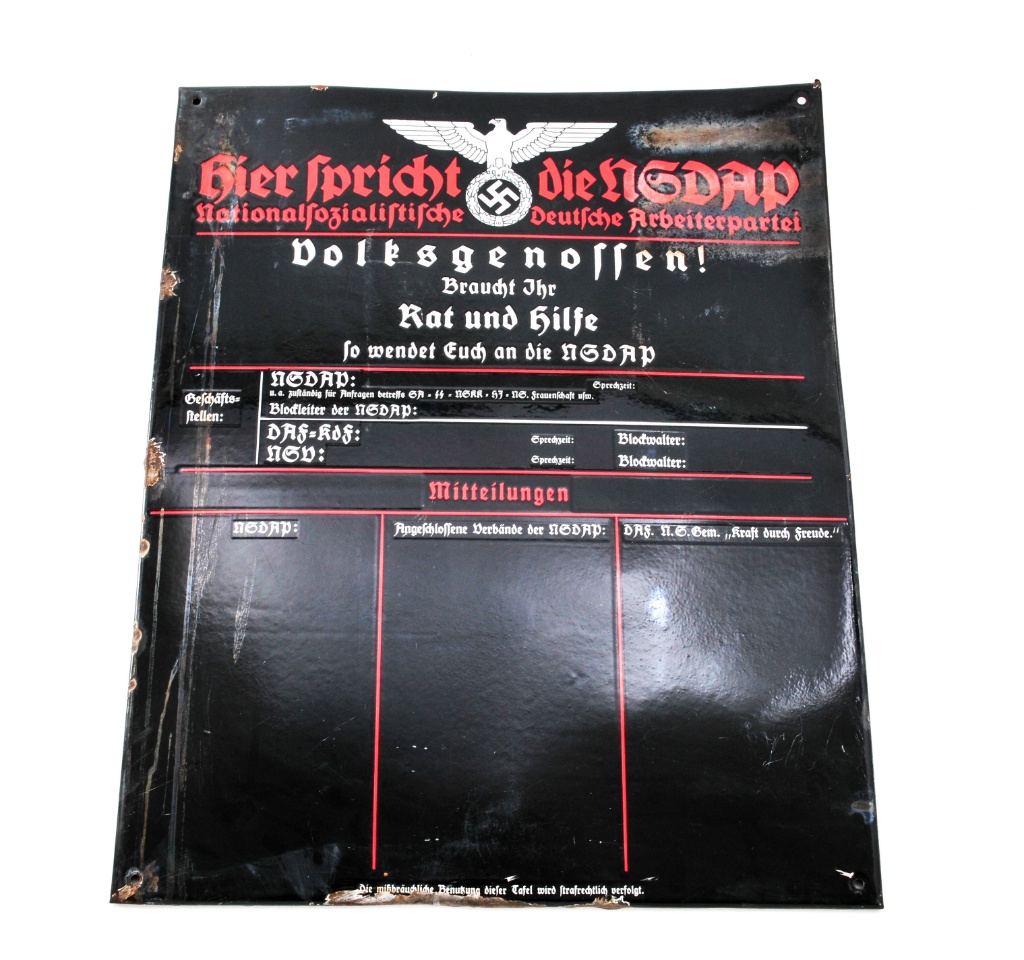 Hier spricht die NSDAP
Nationalsozialistische Deutsche Arbeiterpartei
Volksgenossen!
Braucht Ihr
Rat und Hilfe
so wendet Euch an die NSDAP
Geschäfts-
stellen:
NSDAP: Sprechzeit:
u. a. zuständig für Anfragen betreffs SA - SS - NSKK - HJ - NS. Frauenschaft usw.
Blockleiter der NSDAP:
DAF-KdF: Sprechzeit: Blockwalter:
NSV: Sprechzeit: Blockwalter:
Mitteilungen
NSDAP: Angeschlossene Verbände der NSDAP: DAF. N.S.Gem. „Kraft durch Freude."
Die mißbräuchliche Benutzung dieser Tafel wird strafrechtlich verfolgt.